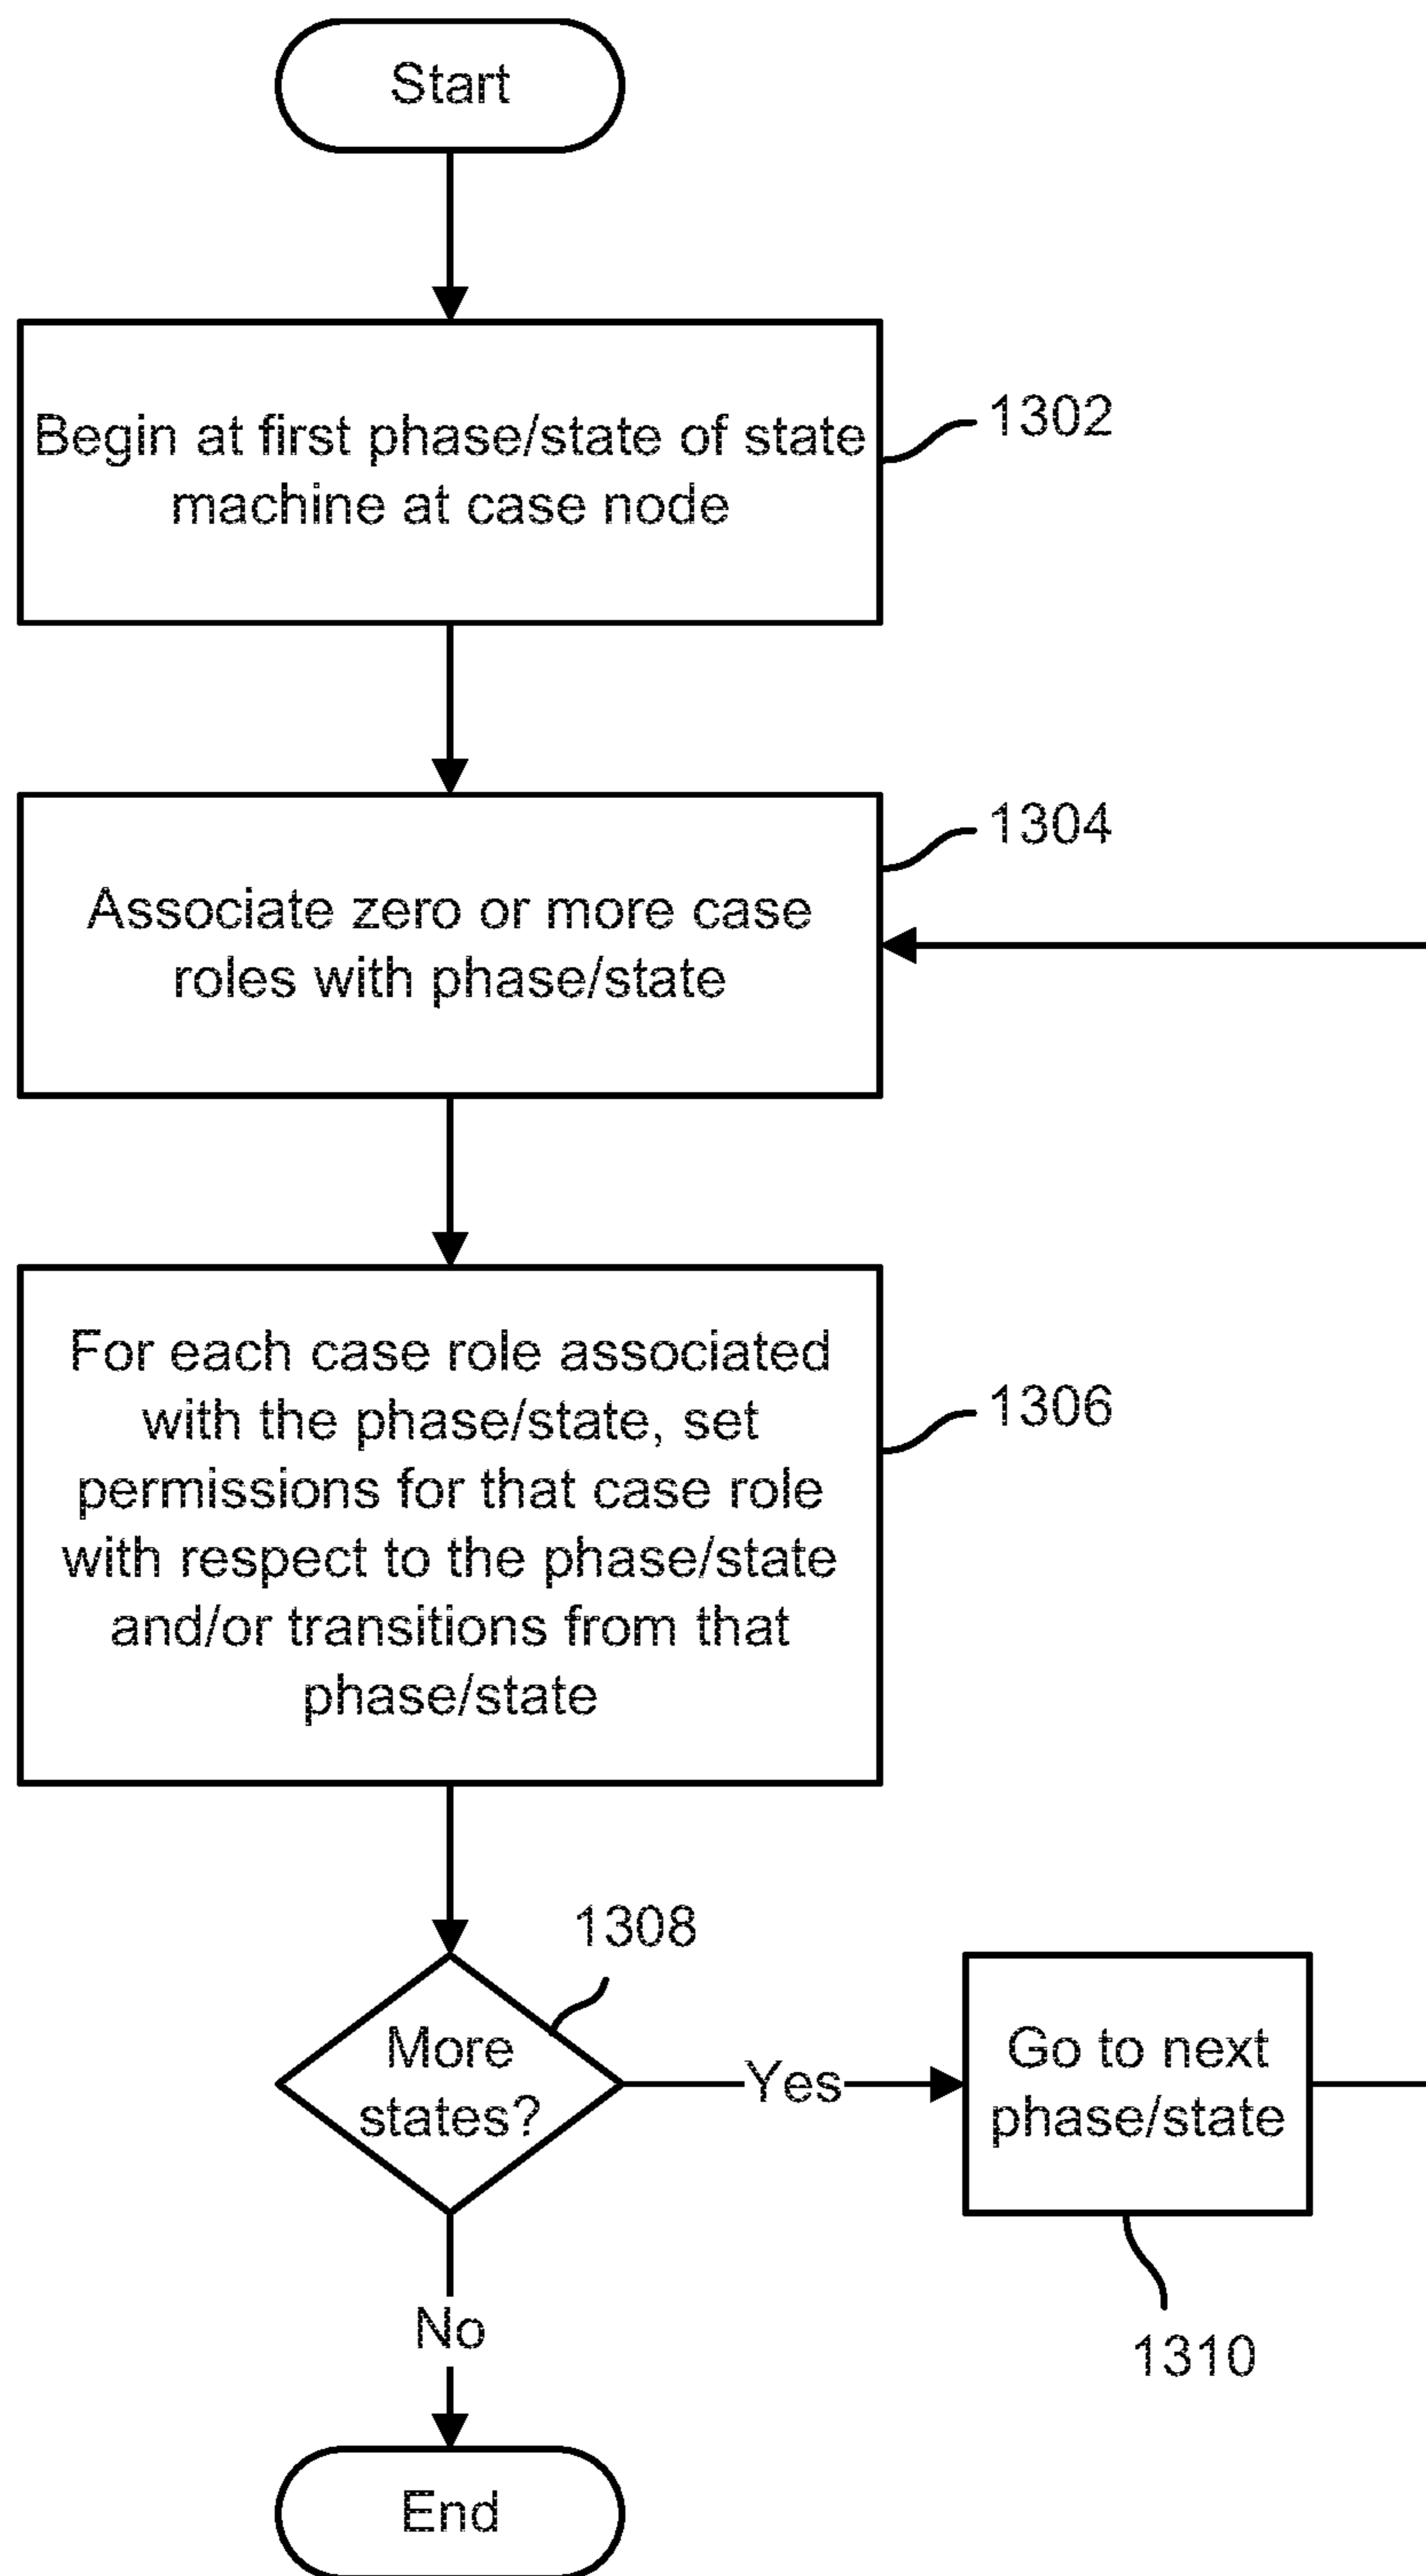 Start
Begin at first phase/state of state
machine at case node
1302
Associate zero or more case
roles with phase/state
1304
For each case role associated
with the phase/state, set
permissions for that case role
with respect to the phase/state
and/or transitions from that
phase/state
1306
More
states?
1308
Yes
Go to next
phase/state
1310
No
End